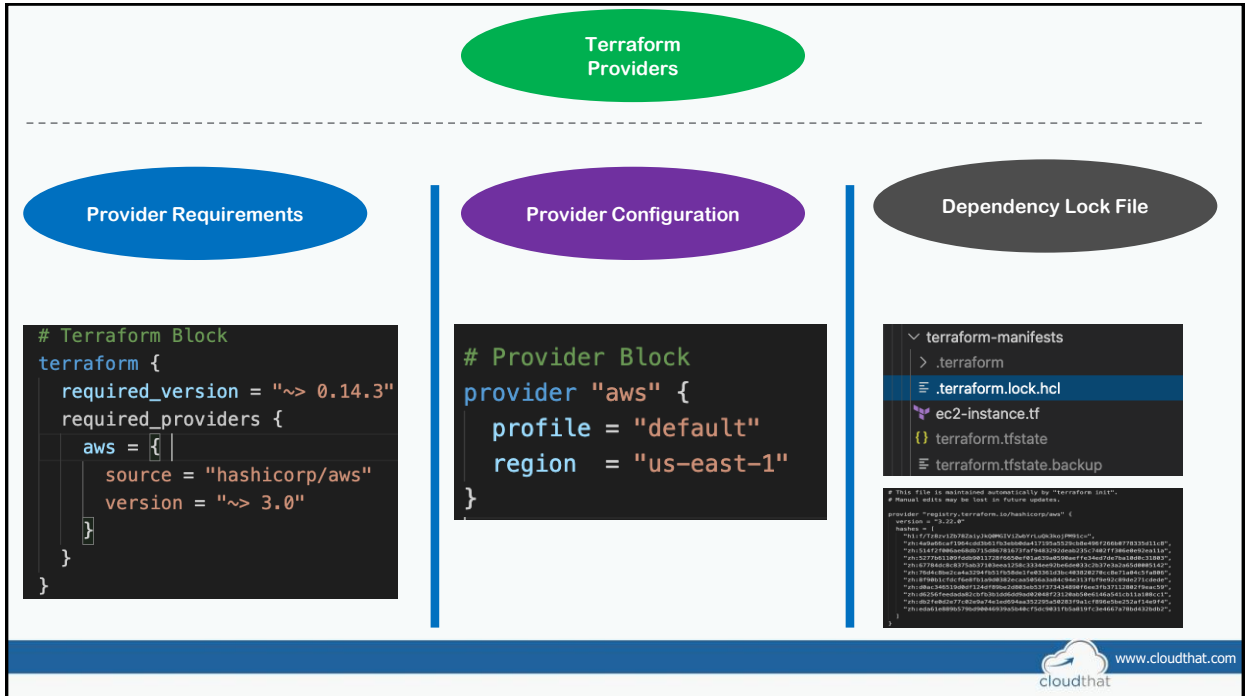 Terraform
Providers
Provider Requirements
Provider Configuration
Dependency Lock File
# Terraform Block
terraform {
required_version = "~> 0.14.3"
required_providers {
aws = {
source = "hashicorp/aws"
version = "~> 3.0"
}
}
}
# Provider Block
provider "aws" {
profile = "default"
region = "us-east-1"
}
terraform-manifests
.terraform
.terraform.lock.hcl
ec2-instance.tf
{} terraform.tfstate
terraform.tfstate.backup
# This file is maintained automatically by "terraform init".
# Manual edits may be lost in future updates.
provider "registry.terraform.io/hashicorp/aws" {
version = "3.22.0"
hashes = [
]
}
cloudthat
www.cloudthat.com